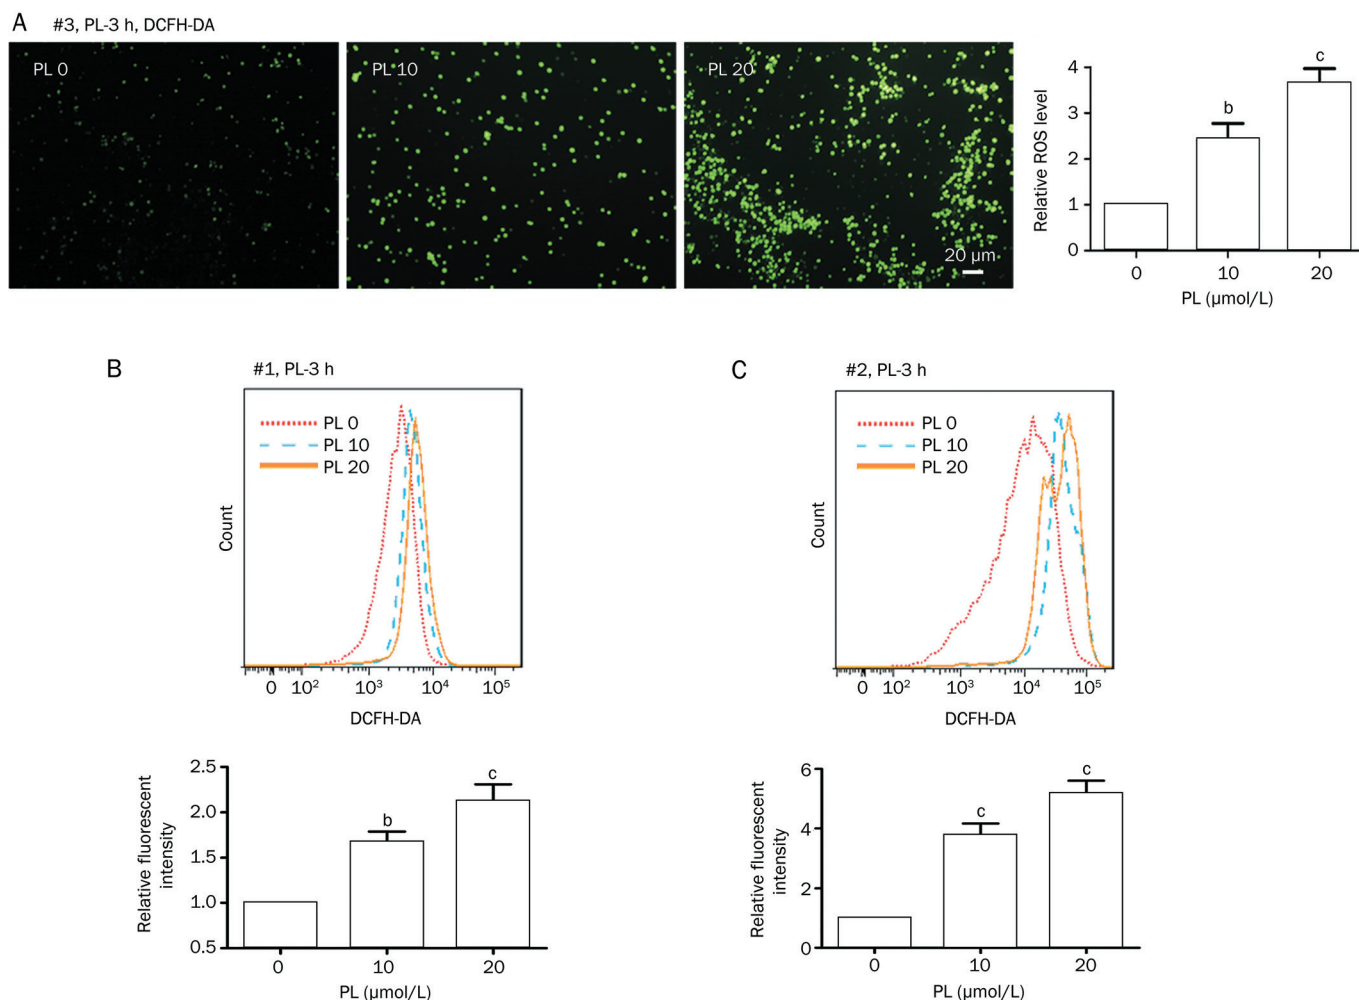 A #3, PL-3 h, DCFH-DA
PL 0
PL 10
PL 20
20 µm
Relative ROS level
4
3
2
1
0
b
c
0 10 20
PL (µmol/L)
B #1, PL-3 h
PL 0
PL 10
PL 20
Count
0 10² 10³ 10⁴ 10⁵
DCFH-DA
C #2, PL-3 h
PL 0
PL 10
PL 20
Count
0 10² 10³ 10⁴ 10⁵
DCFH-DA
Relative fluorescent
intensity
2.5
2.0
1.5
1.0
0.5
b
c
0 10 20
PL (µmol/L)
Relative fluorescent
intensity
6
4
2
0
c
c
0 10 20
PL (µmol/L)